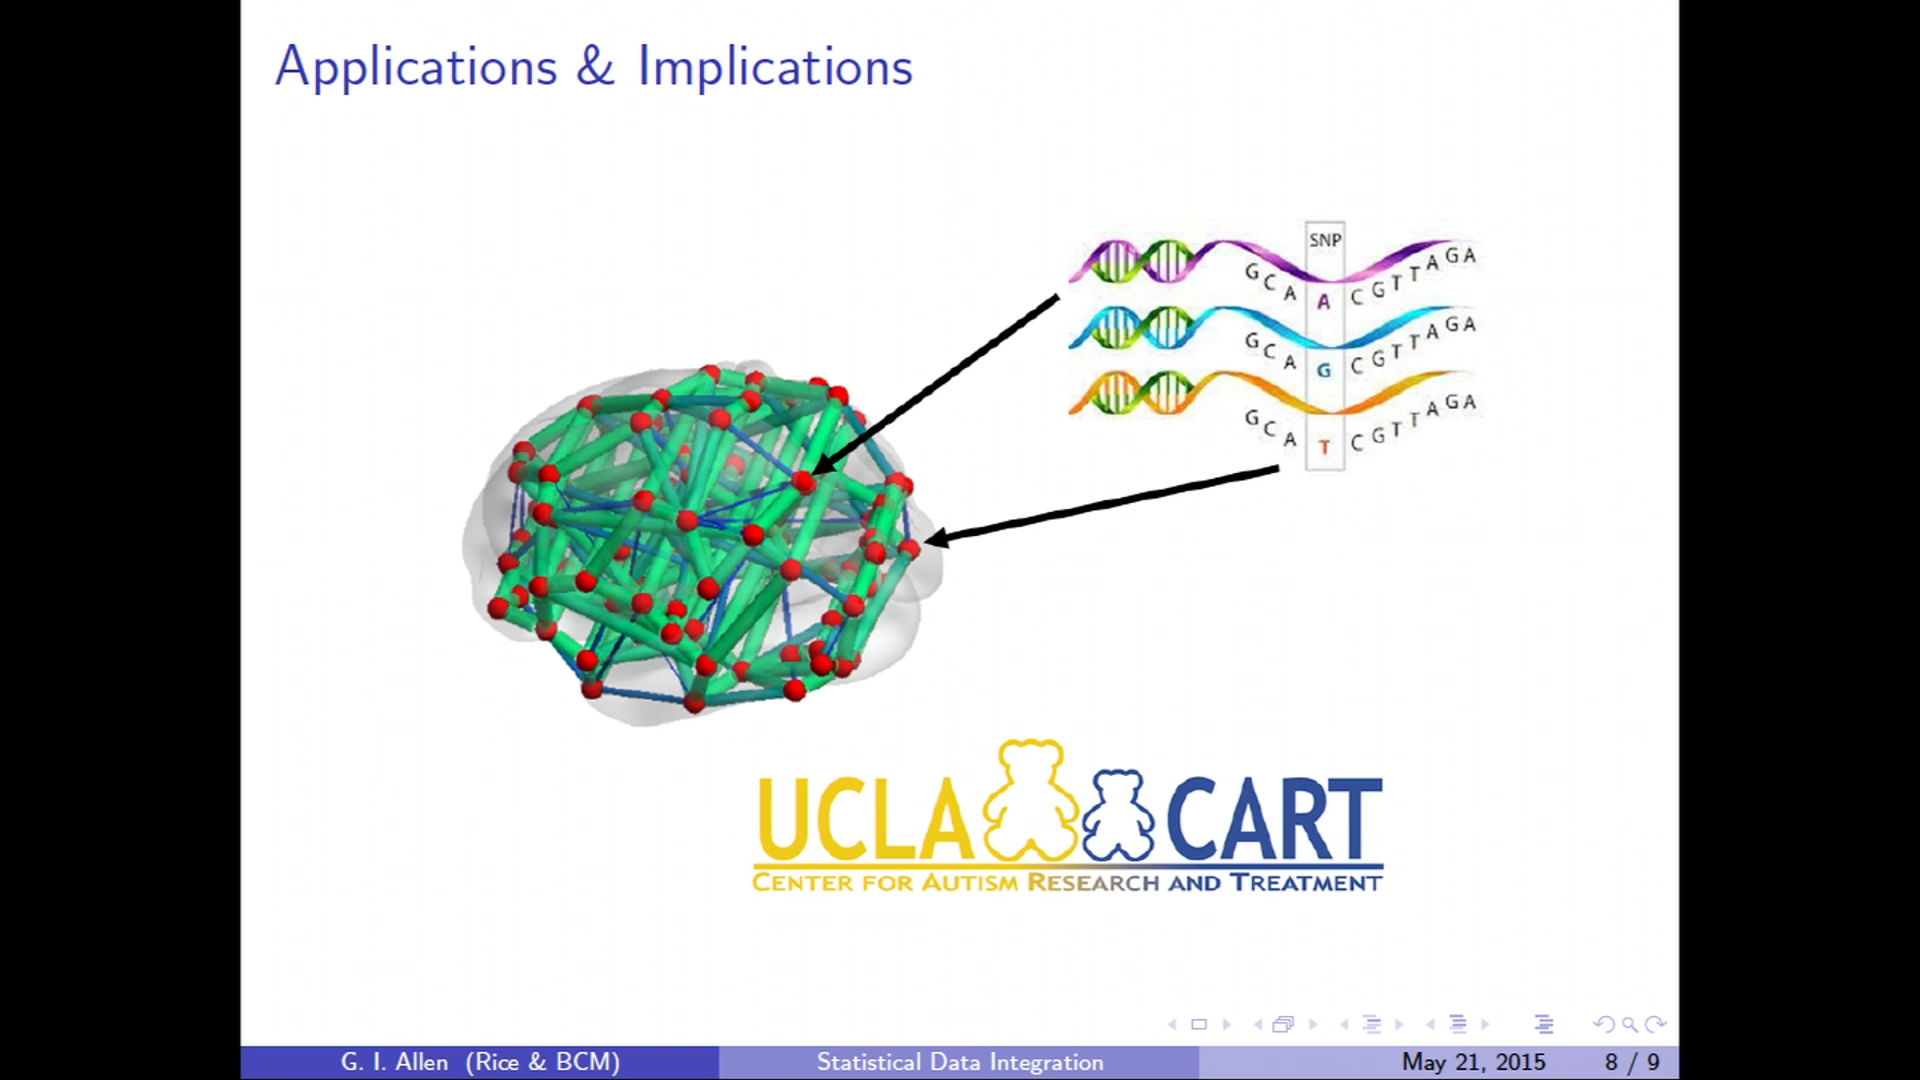 Applications & Implications
SNP
GCA A CGTTAGA
GCA G CGTTAGA
GCA T CGTTAGA
UCLA CART
CENTER FOR AUTISM RESEARCH AND TREATMENT
G. I. Allen (Rice & BCM)
Statistical Data Integration
May 21, 2015
8 / 9